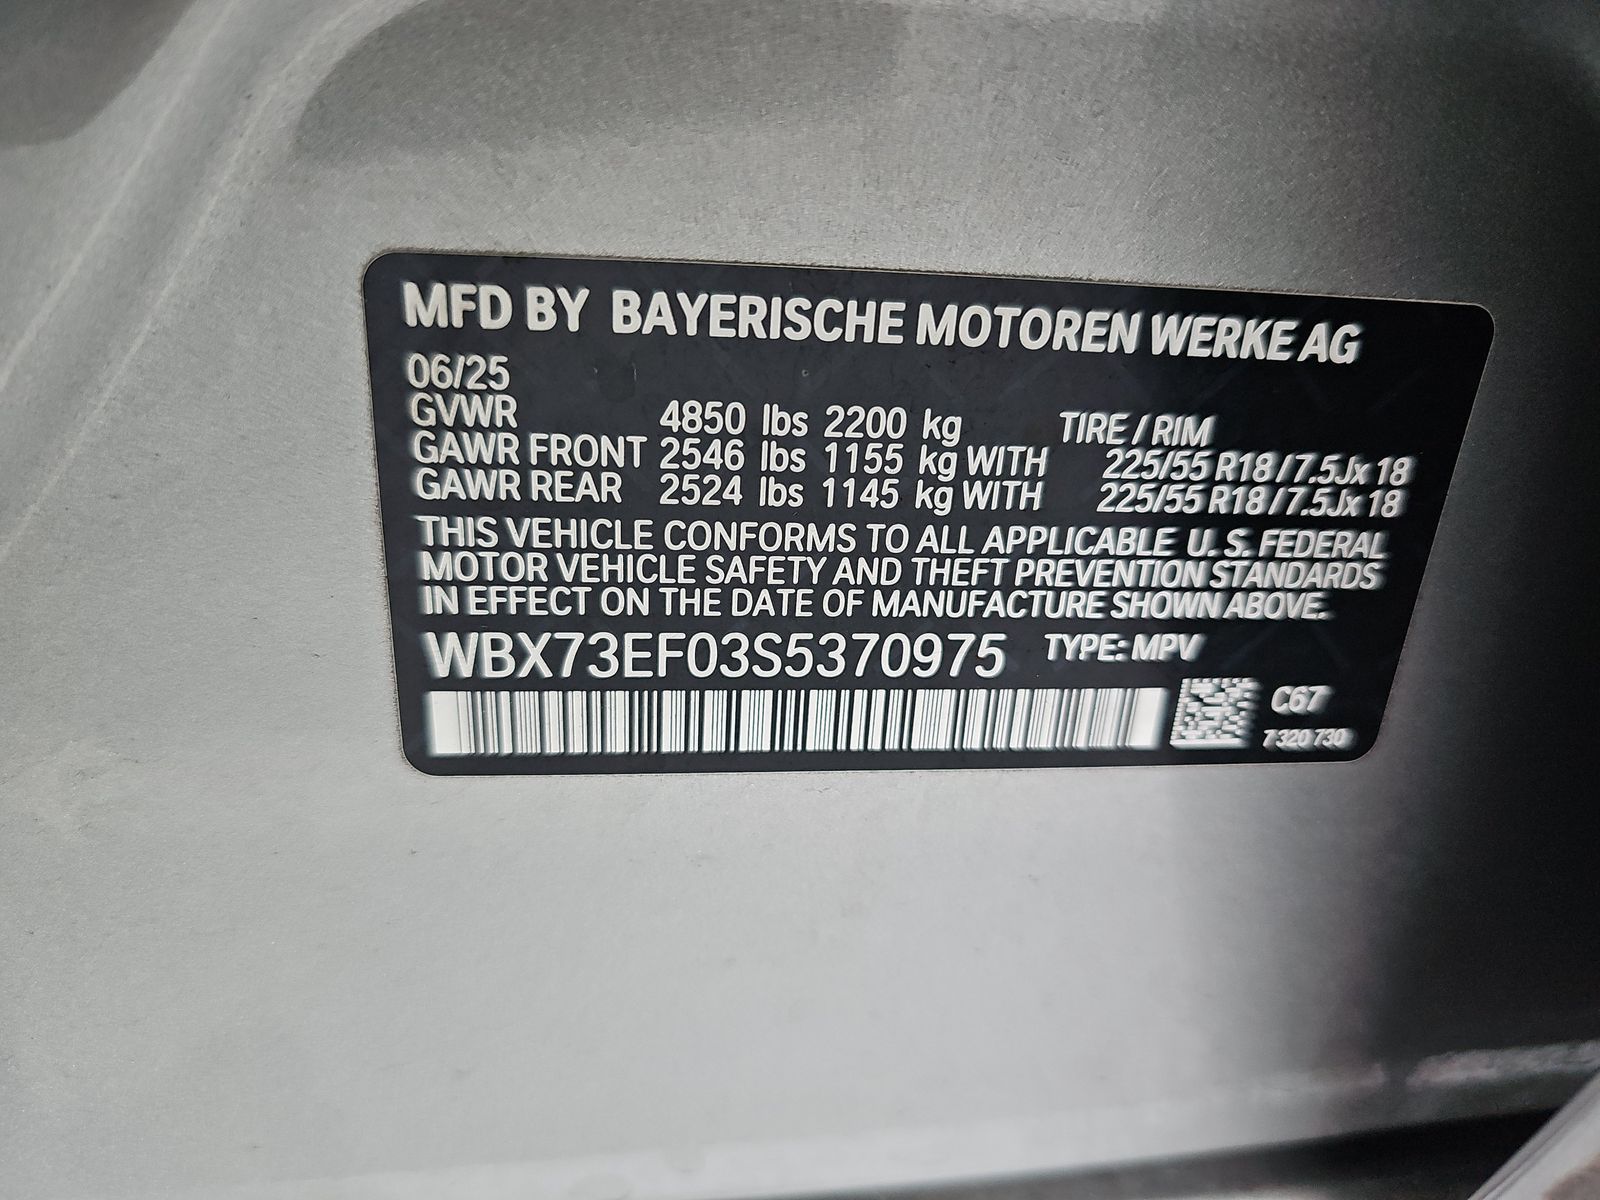 MFD BY BAYERISCHE MOTOREN WERKE AG
06/25
GVWR 4850 lbs 2200 kg TIRE / RIM
GAWR FRONT 2546 lbs 1155 kg WITH 225/55 R18 / 7.5Jx 18
GAWR REAR 2524 lbs 1145 kg WITH 225/55 R18 / 7.5Jx 18
THIS VEHICLE CONFORMS TO ALL APPLICABLE U.S. FEDERAL
MOTOR VEHICLE SAFETY AND THEFT PREVENTION STANDARDS
IN EFFECT ON THE DATE OF MANUFACTURE SHOWN ABOVE.
WBX73EF03S5370975 TYPE: MPV
C67
7 320 730